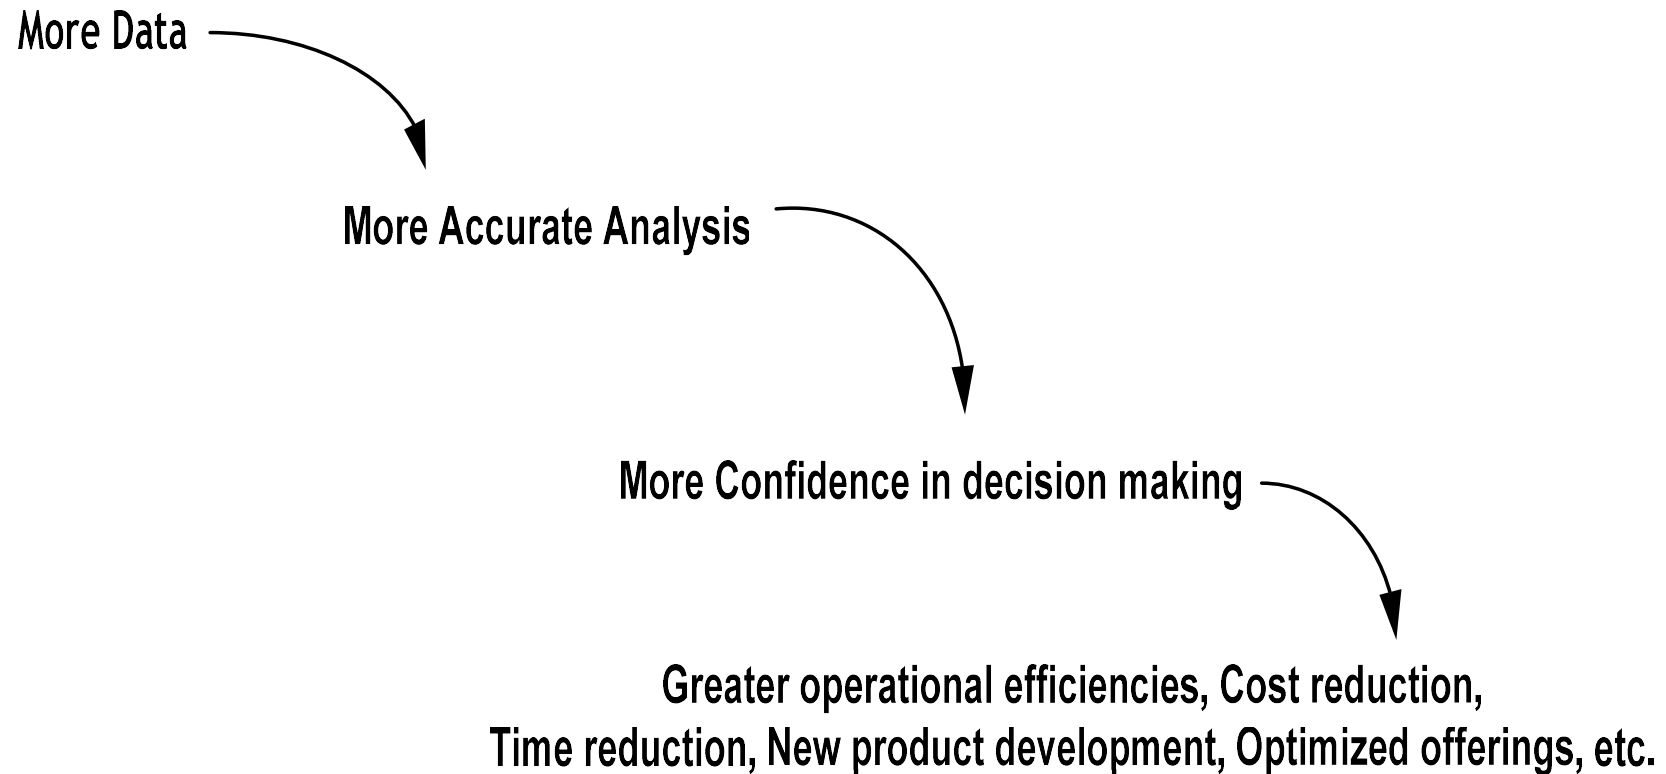 More Data
More Accurate Analysis
More Confidence in decision making
Greater operational efficiencies, Cost reduction,
Time reduction, New product development, Optimized offerings, etc.